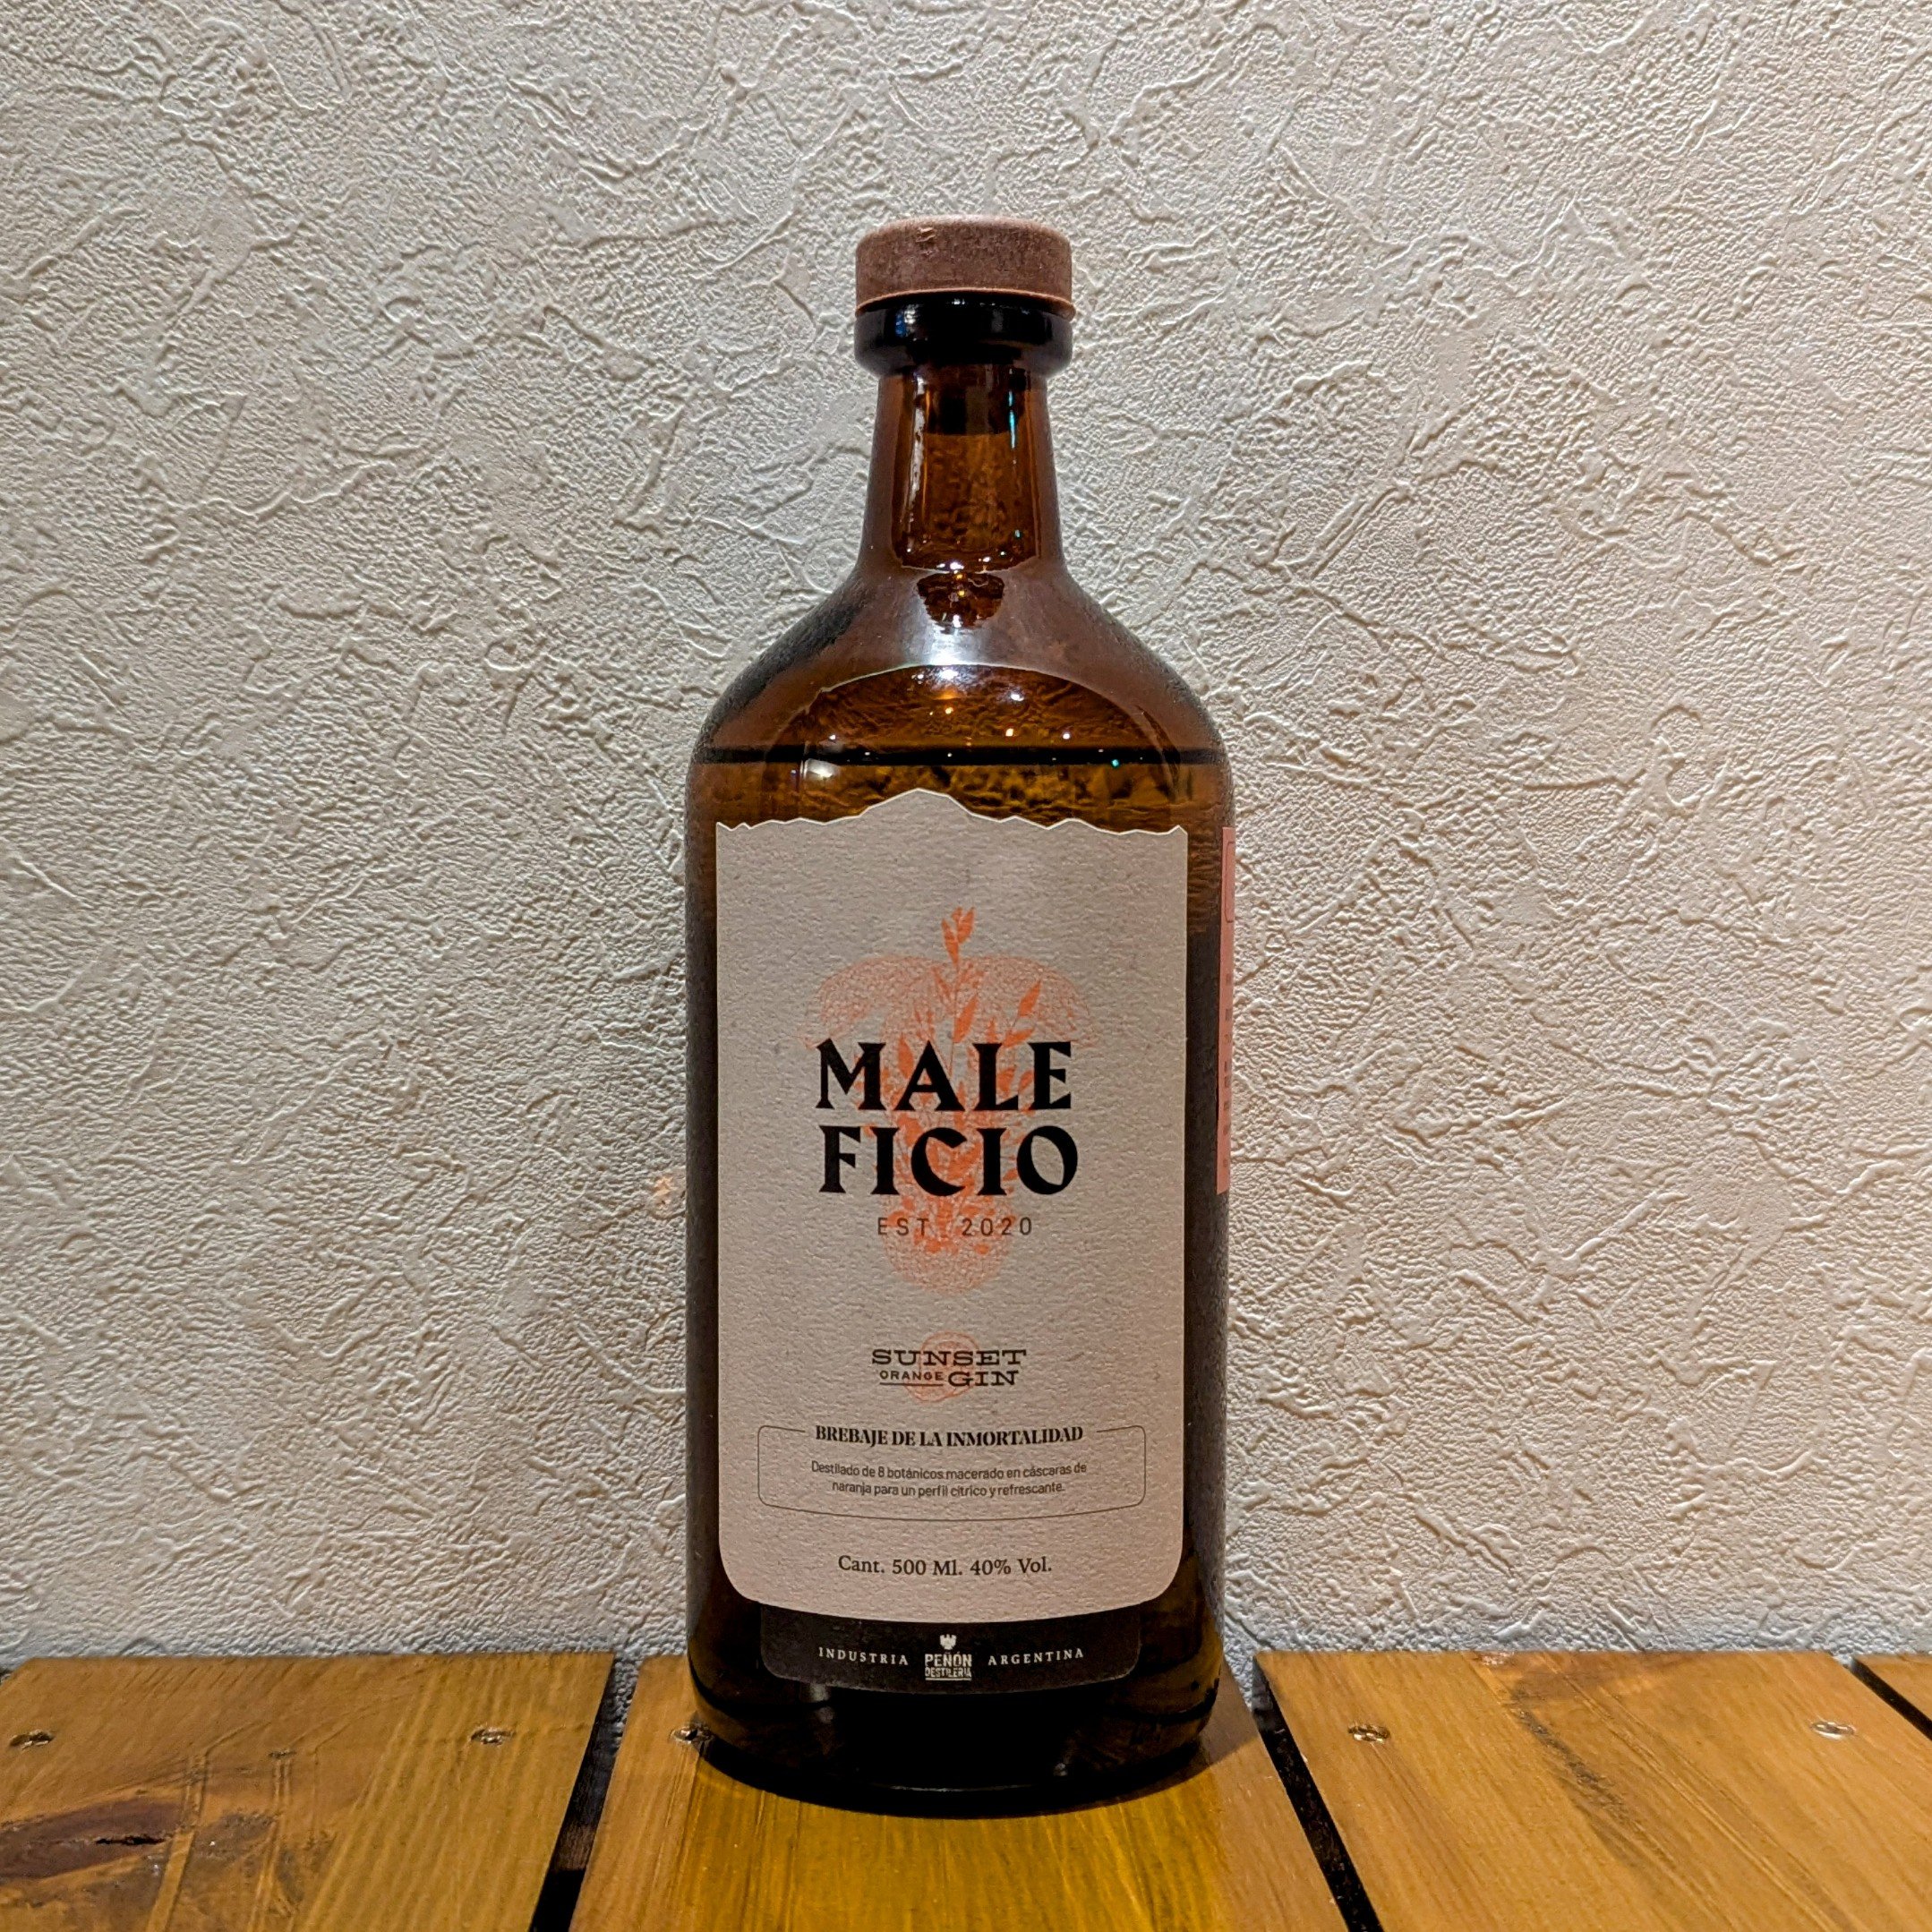 MALE
FICIO
EST. 2020
SUNSET
ORANGE GIN
BREBAJE DE LA INMORTALIDAD
Destilado de 8 botánicos macerado en cáscaras de
naranja para un perfil cítrico y refrescante.
Cant. 500 Ml. 40% Vol.
INDUSTRIA PEÑÓN DESTILERÍA ARGENTINA